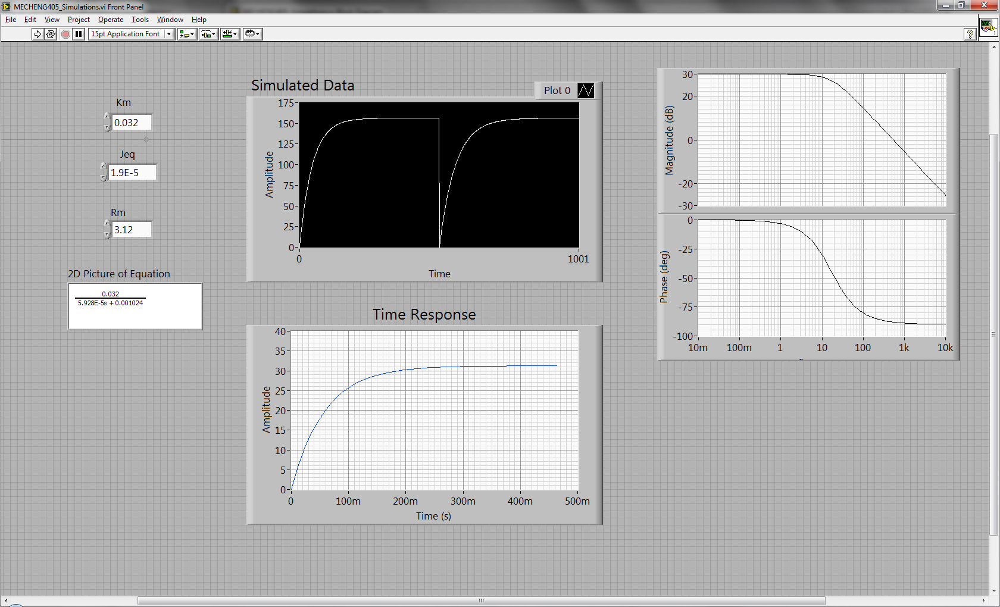 MECHENG405_Simulations.vi Front Panel
File Edit View Project Operate Tools Window Help
15pt Application Font
1
Km
0.032
Jeq
1.9E-5
Rm
3.12
2D Picture of Equation
0.032
5.928E-5s + 0.001024
Simulated Data
Plot 0
175
150
125
100
75
50
25
0
Amplitude
0 1001
Time
Time Response
40
35
30
25
20
15
10
5
0
Amplitude
0 100m 200m 300m 400m 500m
Time (s)
30
20
0
-20
-30
Magnitude (dB)
0
-25
-50
-75
-100
Phase (deg)
10m 100m 1 10 100 1k 10k